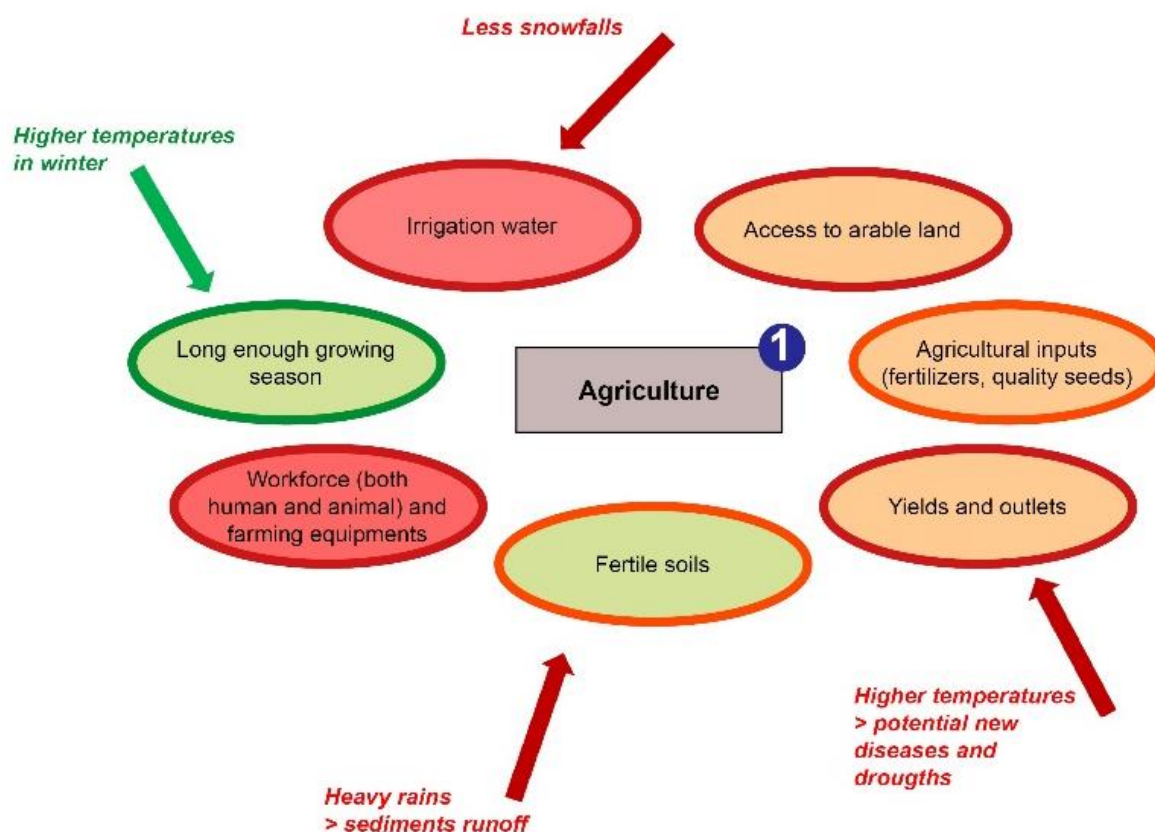 Less snowfalls
Higher temperatures
in winter
Irrigation water
Access to arable land
Long enough growing
season
1
Agriculture
Agricultural inputs
(fertilizers, quality seeds)
Workforce (both
human and animal) and
farming equipments
Fertile soils
Yields and outlets
Higher temperatures
> potential new
diseases and
drougths
Heavy rains
> sediments runoff